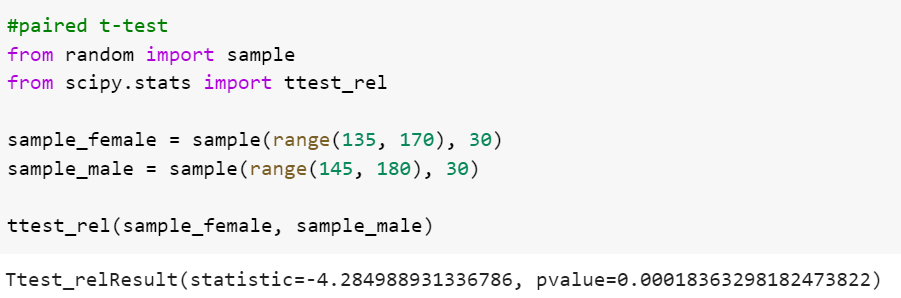 #paired t-test
from random import sample
from scipy.stats import ttest_rel
sample_female = sample(range(135, 170), 30)
sample_male = sample(range(145, 180), 30)
ttest_rel(sample_female, sample_male)
Ttest_relResult(statistic=-4.284988931336786, pvalue=0.00018363298182473822)